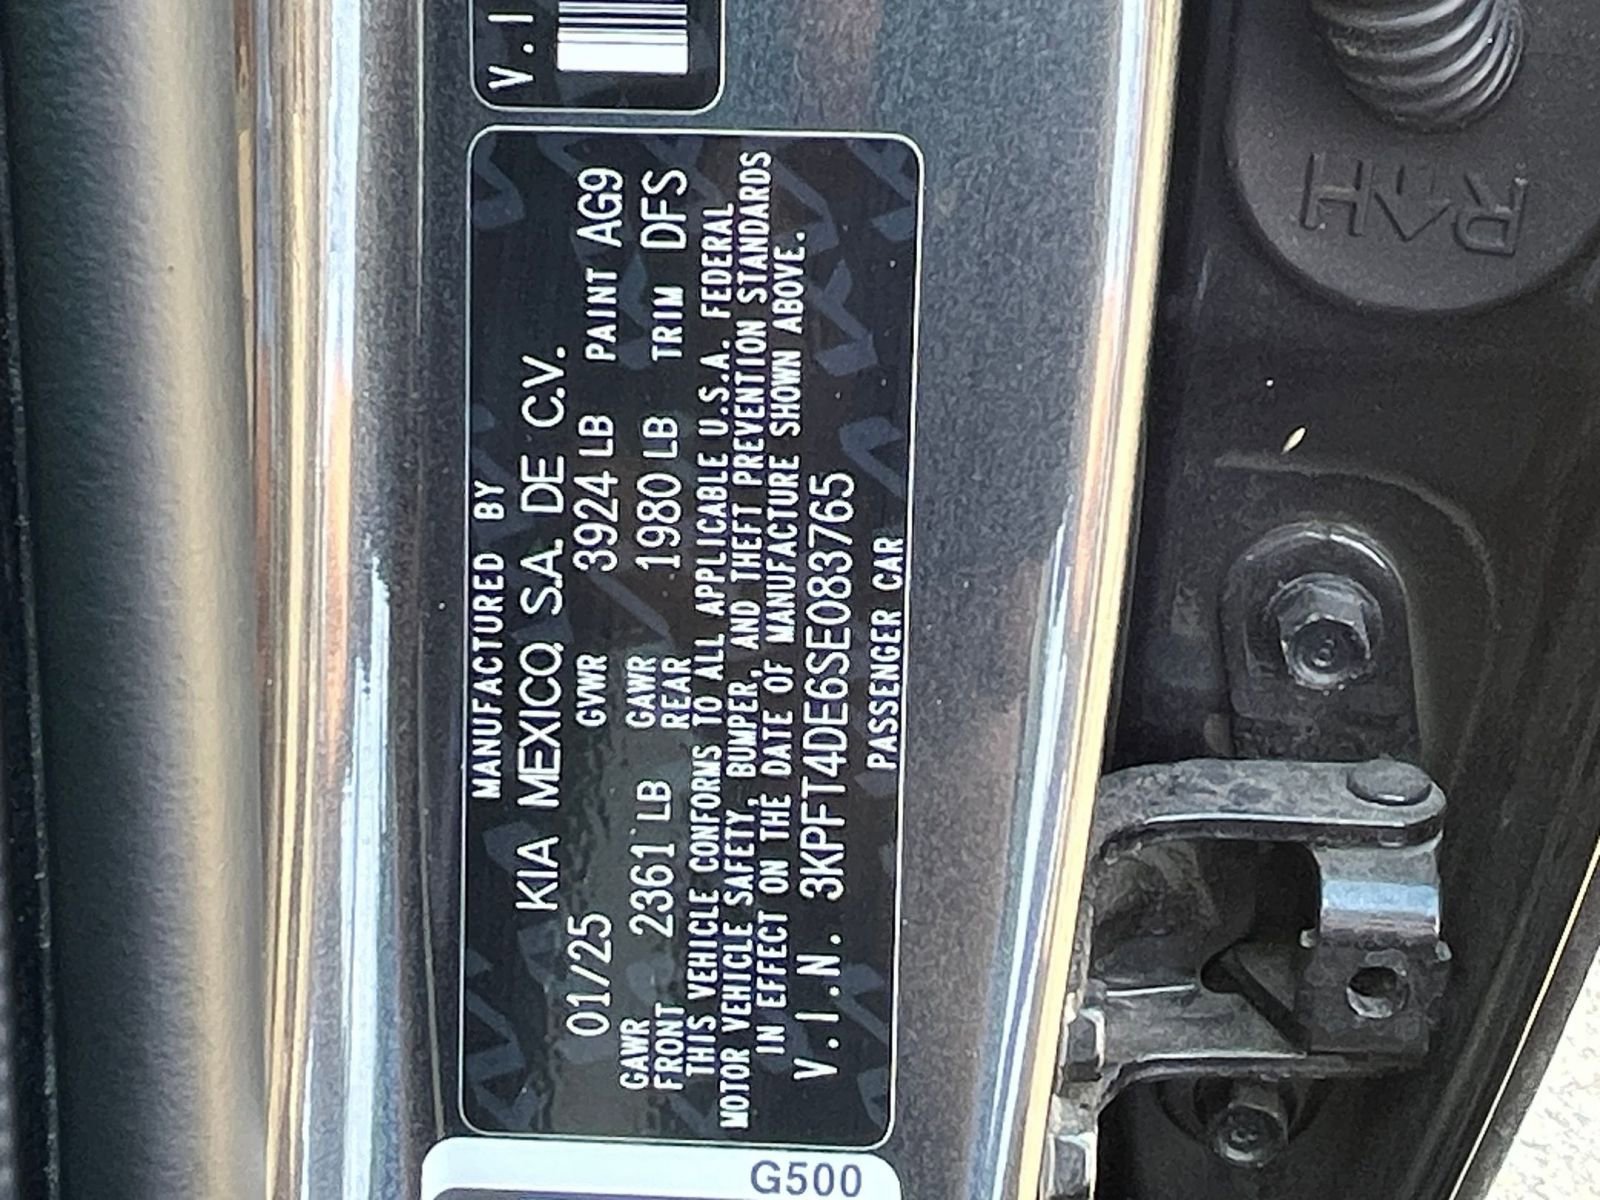 V.I
MANUFACTURED BY
KIA MEXICO, S.A. DE C.V.
01/25 GVWR 3924 LB PAINT AG9
GAWR FRONT 2361 LB GAWR REAR 1980 LB TRIM DFS
THIS VEHICLE CONFORMS TO ALL APPLICABLE U.S.A. FEDERAL
MOTOR VEHICLE SAFETY, BUMPER, AND THEFT PREVENTION STANDARDS
IN EFFECT ON THE DATE OF MANUFACTURE SHOWN ABOVE.
V.I.N. 3KPFT4DE6SE083765
PASSENGER CAR
G500